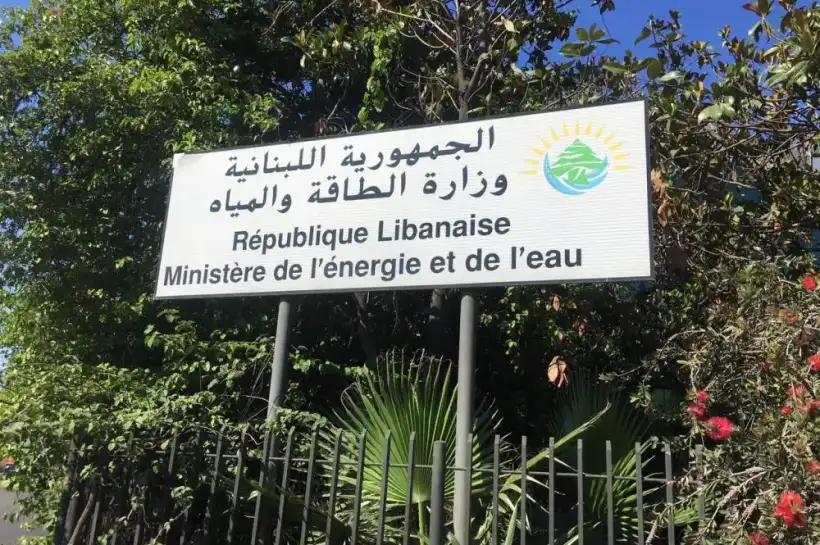 الجمهورية اللبنانية
وزارة الطاقة والمياه
République Libanaise
Ministère de l'énergie et de l'eau